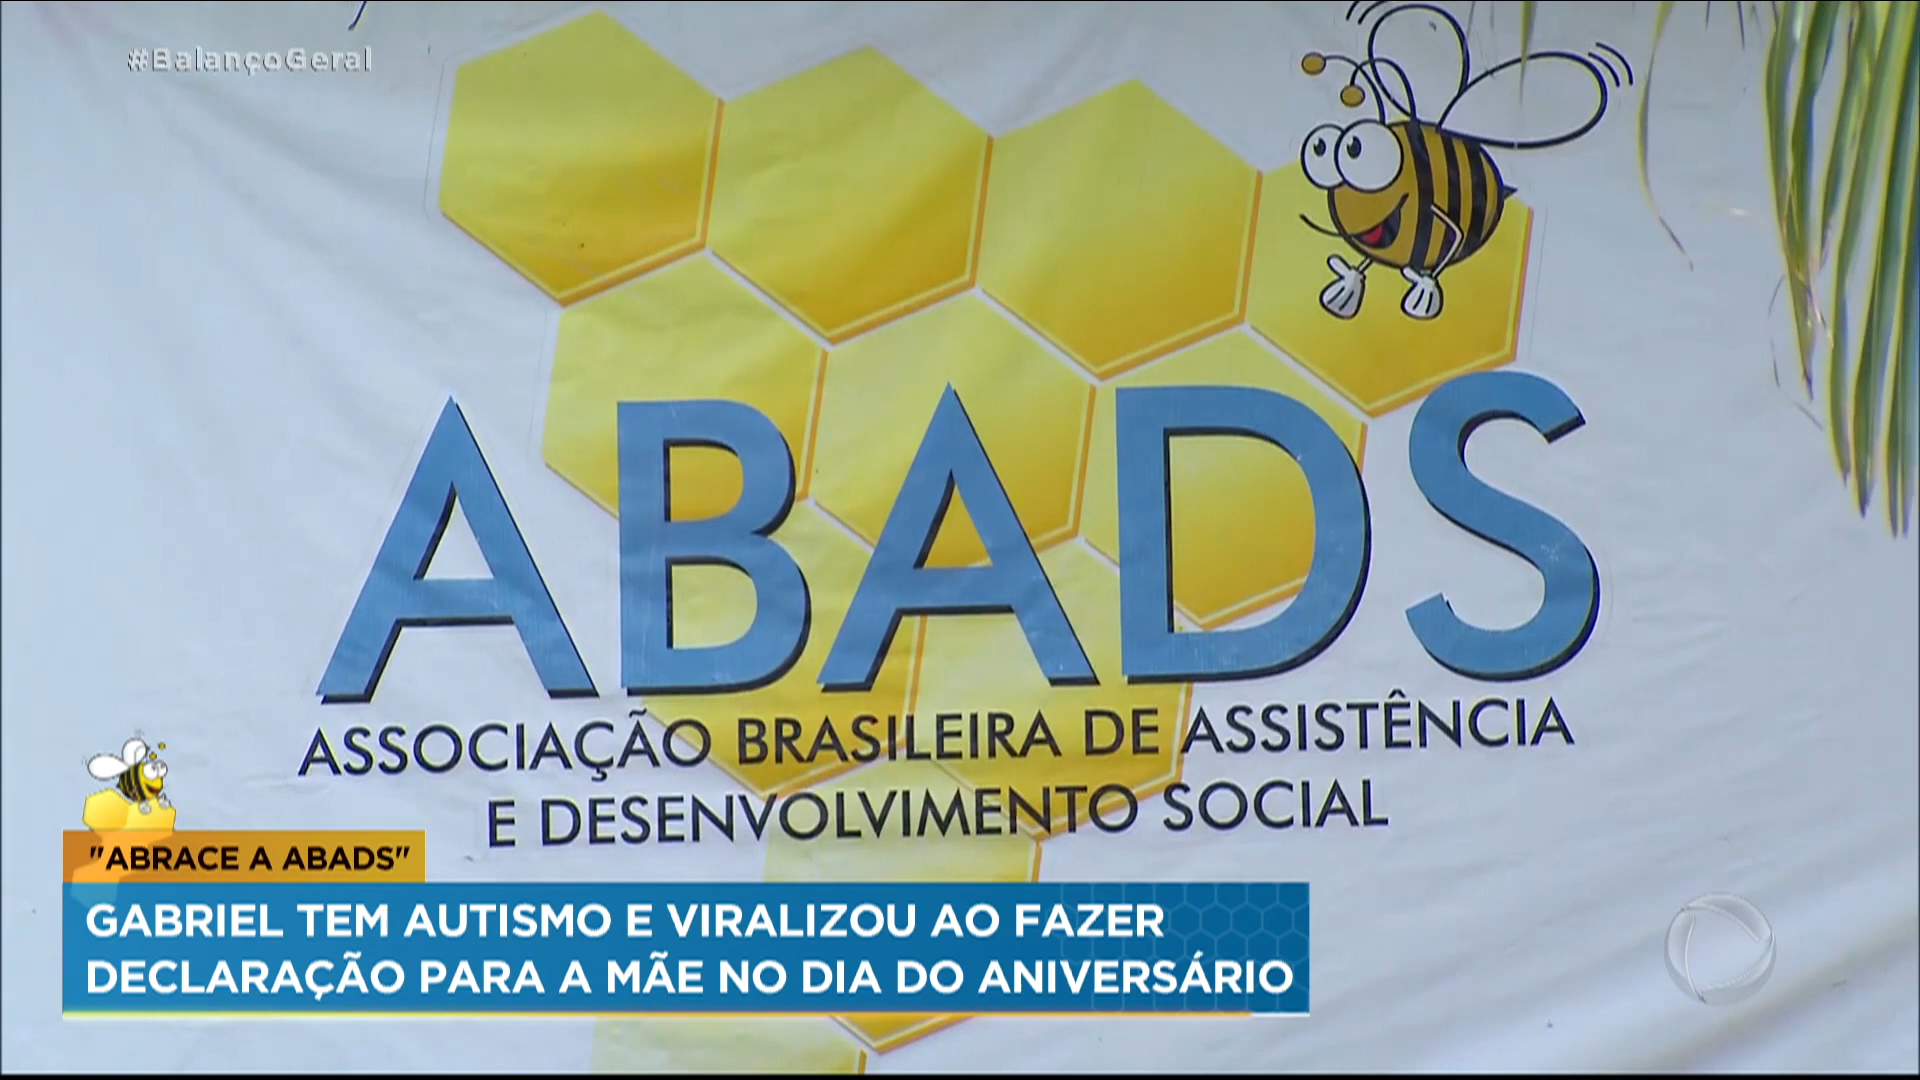 #BalançoGeral
ABADS
ASSOCIAÇÃO BRASILEIRA DE ASSISTÊNCIA
E DESENVOLVIMENTO SOCIAL
"ABRACE A ABADS"
GABRIEL TEM AUTISMO E VIRALIZOU AO FAZER
DECLARAÇÃO PARA A MÃE NO DIA DO ANIVERSÁRIO